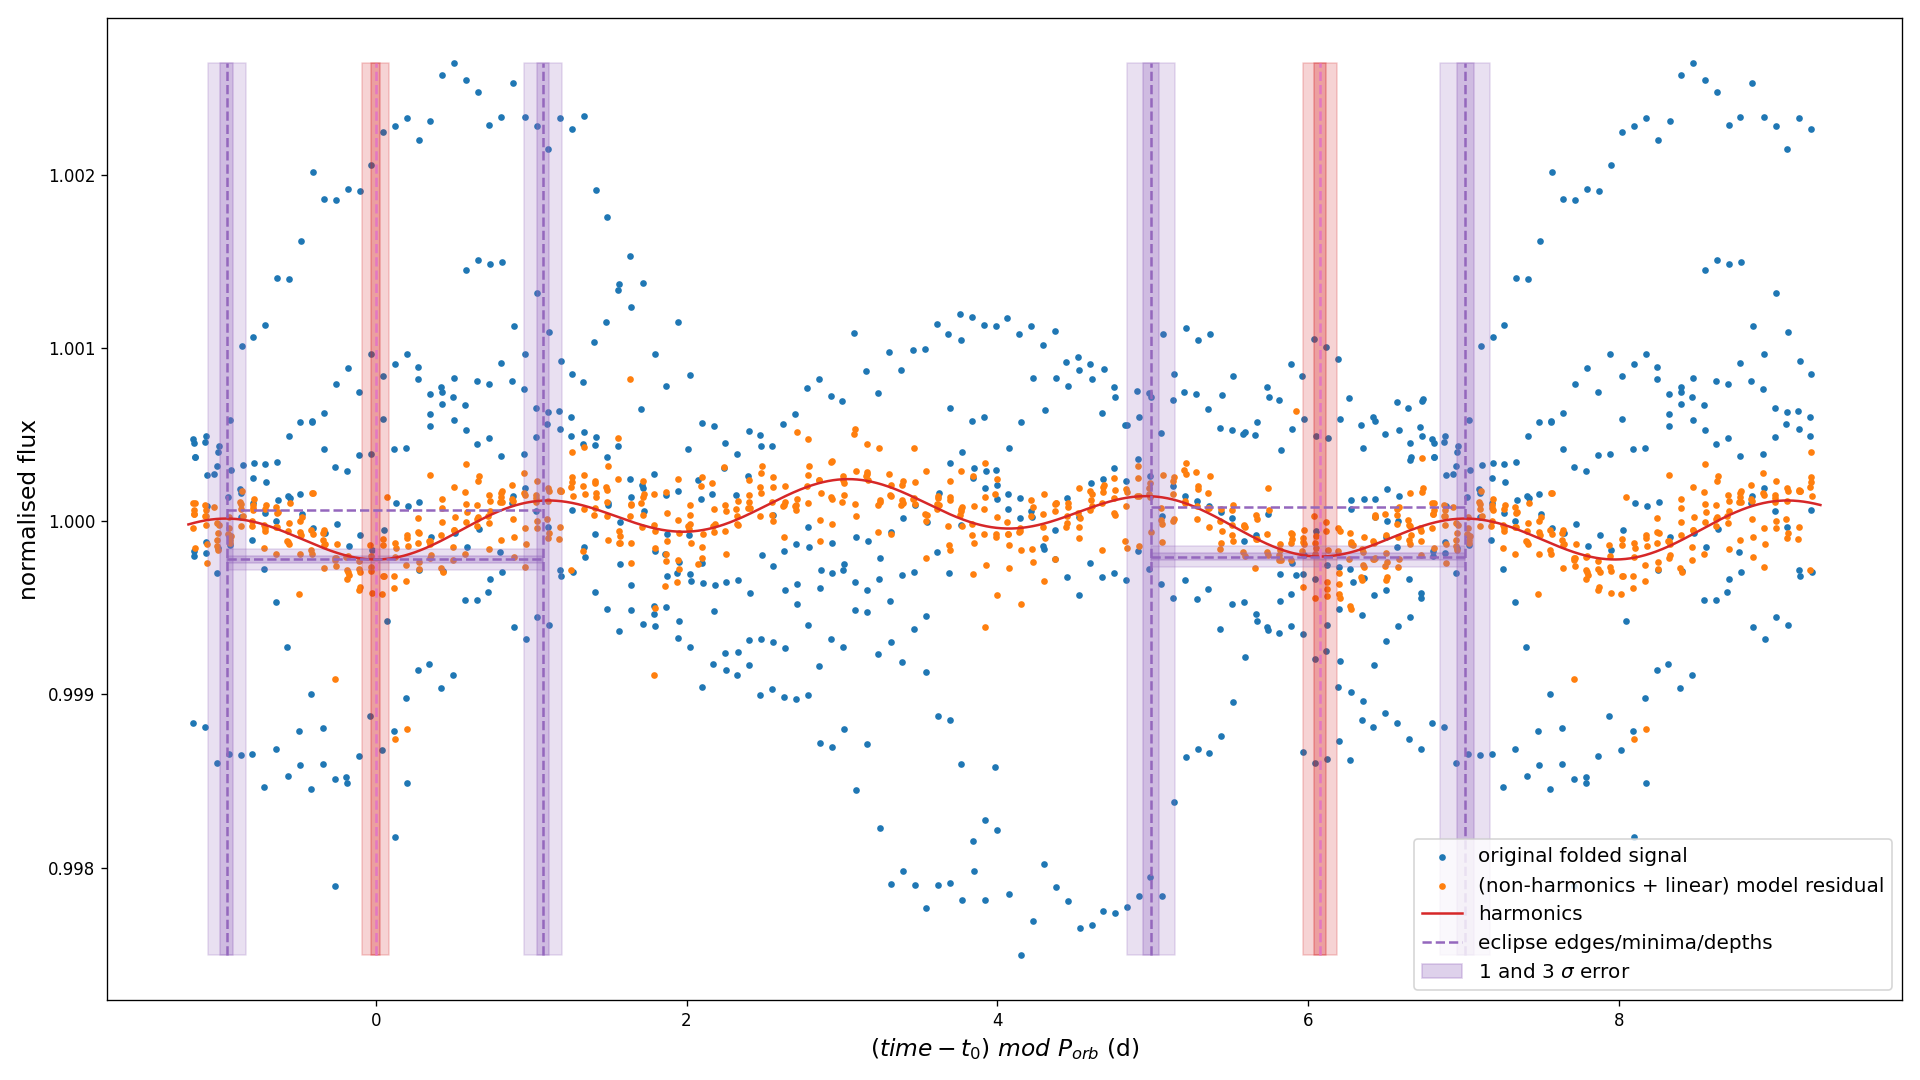 normalised flux
1.002
1.001
1.000
0.999
0.998
0
2
4
6
8
(time − t₀) mod P_orb (d)
original folded signal
(non-harmonics + linear) model residual
harmonics
eclipse edges/minima/depths
1 and 3 σ error